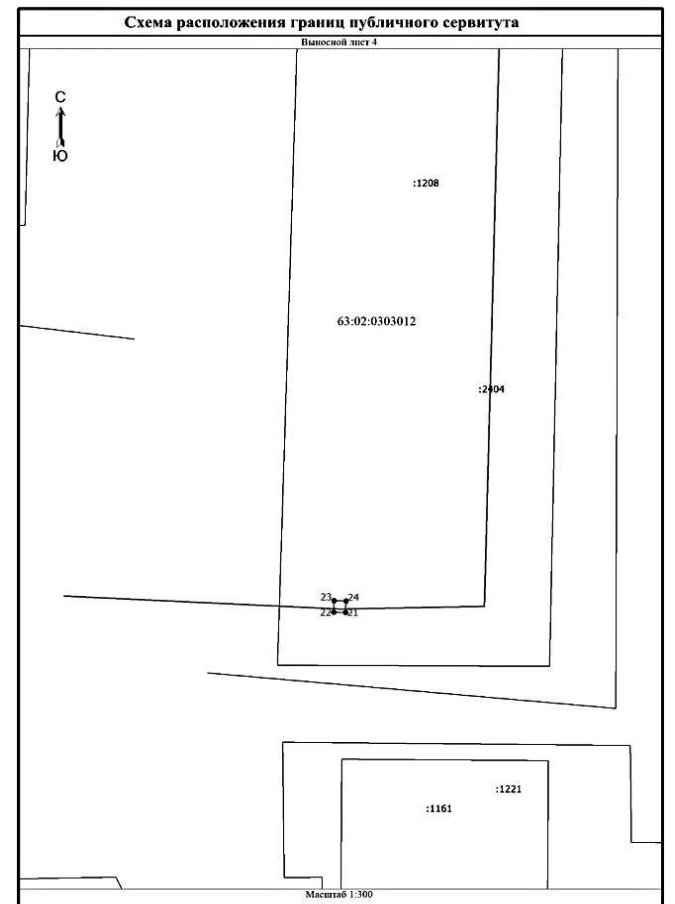 Схема расположения границ публичного сервитута
Выносной лист 4
С
Ю
:1208
63:02:0303012
:2404
23 24
22 21
:1221
:1161
Масштаб 1:300